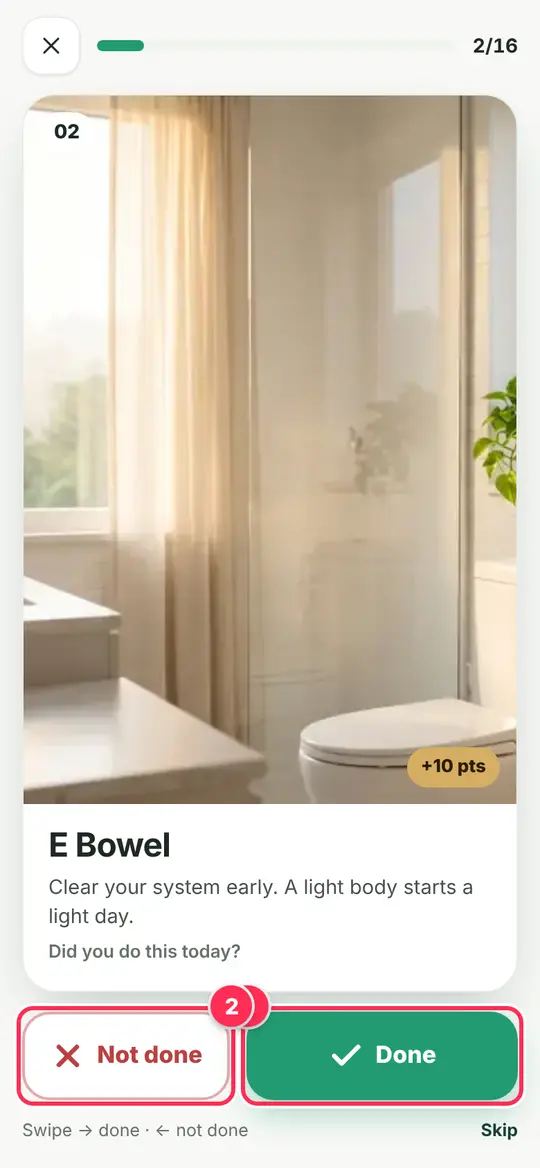 2/16
02
+10 pts
E Bowel
Clear your system early. A light body starts a
light day.
Did you do this today?
2
Not done
Done
Swipe → done · ← not done
Skip